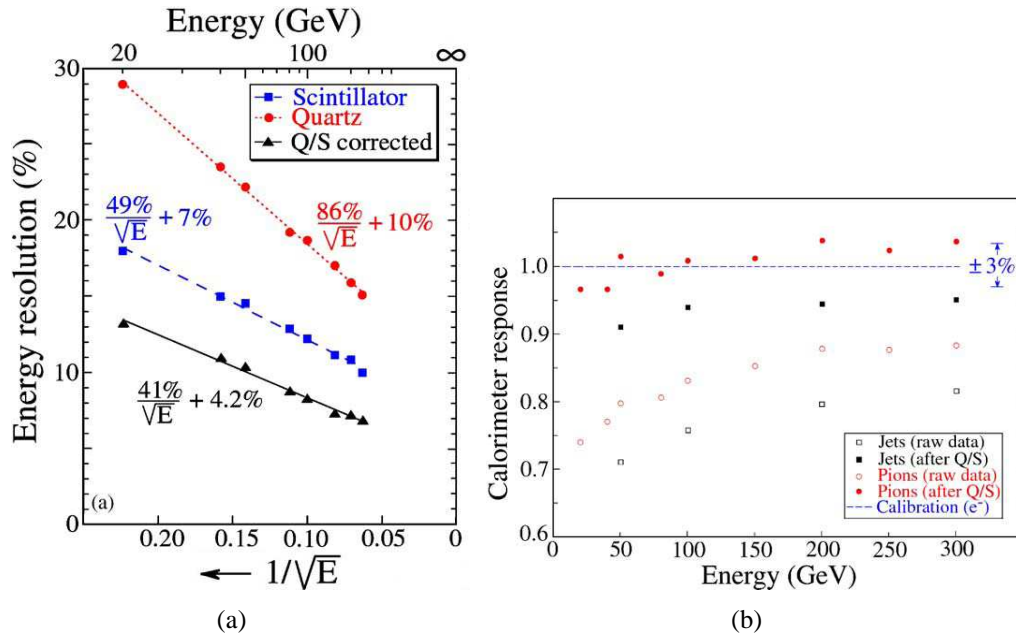 Energy (GeV)
20 100 ∞
30
20
10
0
Energy resolution (%)
Scintillator
Quartz
Q/S corrected
49%/√E + 7%
86%/√E + 10%
41%/√E + 4.2%
(a)
0.20 0.15 0.10 0.05 0
← 1/√E
(a)
Calorimeter response
1.0
0.9
0.8
0.7
0.6
± 3%
Jets (raw data)
Jets (after Q/S)
Pions (raw data)
Pions (after Q/S)
Calibration (e⁻)
0 50 100 150 200 250 300
Energy (GeV)
(b)